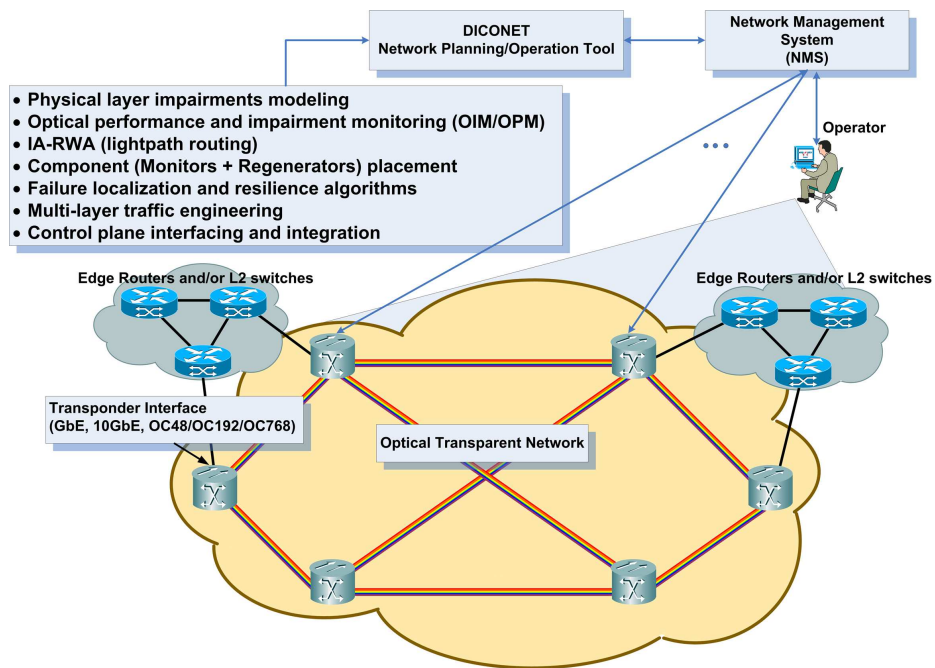 DICONET
Network Planning/Operation Tool
Network Management
System
(NMS)
• Physical layer impairments modeling
• Optical performance and impairment monitoring (OIM/OPM)
• IA-RWA (lightpath routing)
• Component (Monitors + Regenerators) placement
• Failure localization and resilience algorithms
• Multi-layer traffic engineering
• Control plane interfacing and integration
...
Operator
Edge Routers and/or L2 switches
Edge Routers and/or L2 switches
Transponder Interface
(GbE, 10GbE, OC48/OC192/OC768)
Optical Transparent Network